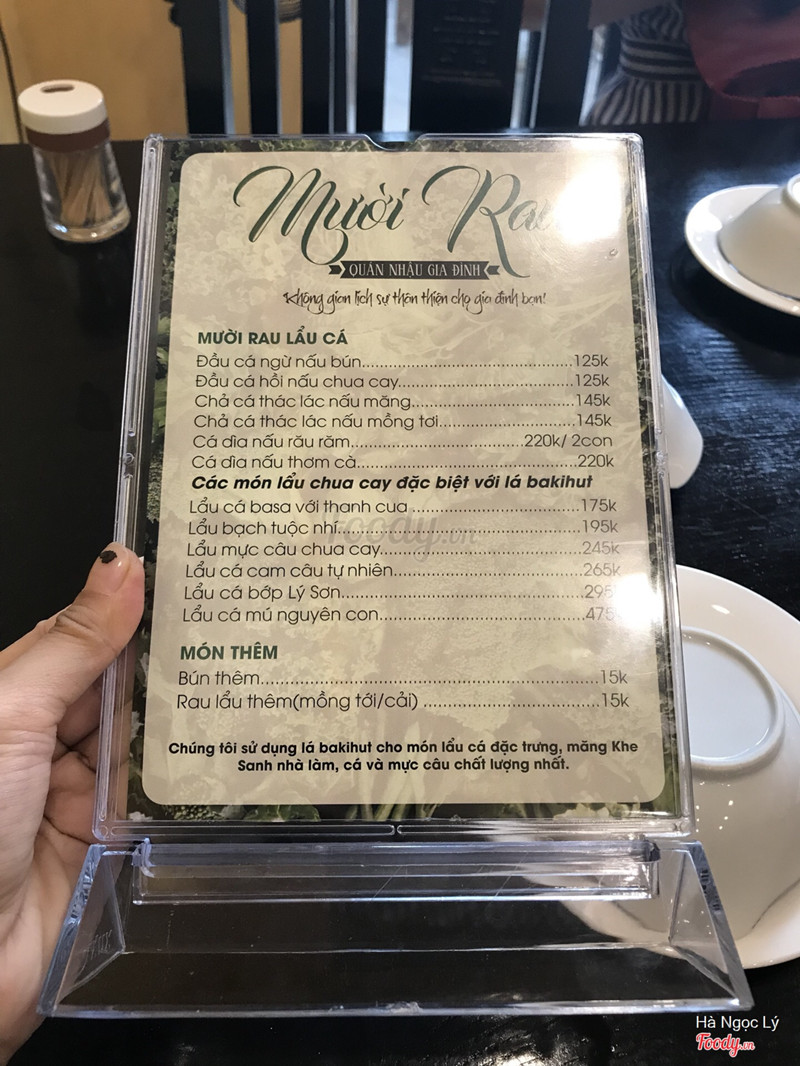 Mười Rau
QUÁN NHẬU GIA ĐÌNH
Không gian lịch sự thân thiện cho gia đình bạn!
MƯỜI RAU LẨU CÁ
Đầu cá ngừ nấu bún..........125k
Đầu cá hồi nấu chua cay..........125k
Chả cá thác lác nấu măng..........145k
Chả cá thác lác nấu mồng tơi..........145k
Cá dìa nấu rău răm..........220k/ 2con
Cá dìa nấu thơm cà..........220k
Các món lẩu chua cay đặc biệt với lá bakihut
Lẩu cá basa với thanh cua ..........175k
Lẩu bạch tuộc nhí..........195k
Lẩu mực câu chua cay..........245k
Lẩu cá cam câu tự nhiên..........265k
Lẩu cá bớp Lý Sơn..........295k
Lẩu cá mú nguyên con..........475
MÓN THÊM
Bún thêm..........15k
Rau lẩu thêm(mồng tới/cải) ..........15k
Chúng tôi sử dụng lá bakihut cho món lẩu cá đặc trưng, măng Khe
Sanh nhà làm, cá và mực câu chất lượng nhất.
Foody.vn
Hà Ngọc Lý
Foody.vn